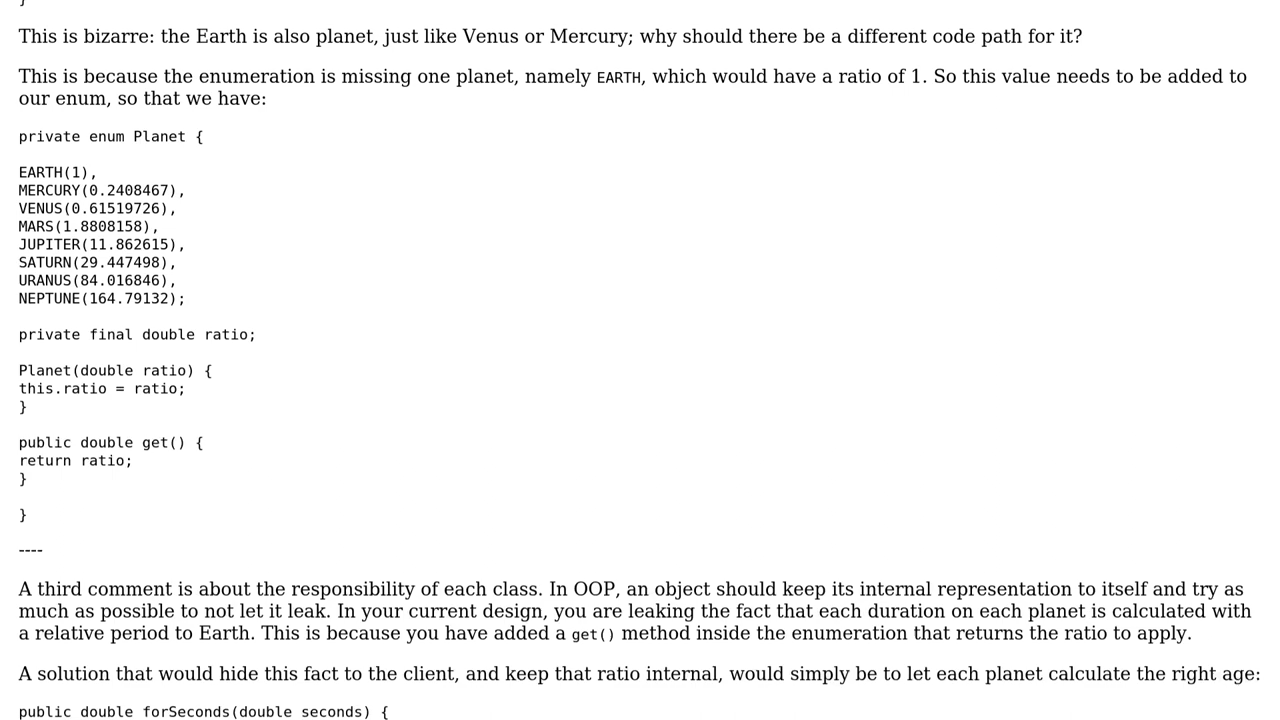 }
This is bizarre: the Earth is also planet, just like Venus or Mercury; why should there be a different code path for it?
This is because the enumeration is missing one planet, namely EARTH, which would have a ratio of 1. So this value needs to be added to
our enum, so that we have:
private enum Planet {
EARTH(1),
MERCURY(0.2408467),
VENUS(0.61519726),
MARS(1.8808158),
JUPITER(11.862615),
SATURN(29.447498),
URANUS(84.016846),
NEPTUNE(164.79132);
private final double ratio;
Planet(double ratio) {
this.ratio = ratio;
}
public double get() {
return ratio;
}
}
----
A third comment is about the responsibility of each class. In OOP, an object should keep its internal representation to itself and try as
much as possible to not let it leak. In your current design, you are leaking the fact that each duration on each planet is calculated with
a relative period to Earth. This is because you have added a get() method inside the enumeration that returns the ratio to apply.
A solution that would hide this fact to the client, and keep that ratio internal, would simply be to let each planet calculate the right age:
public double forSeconds(double seconds) {